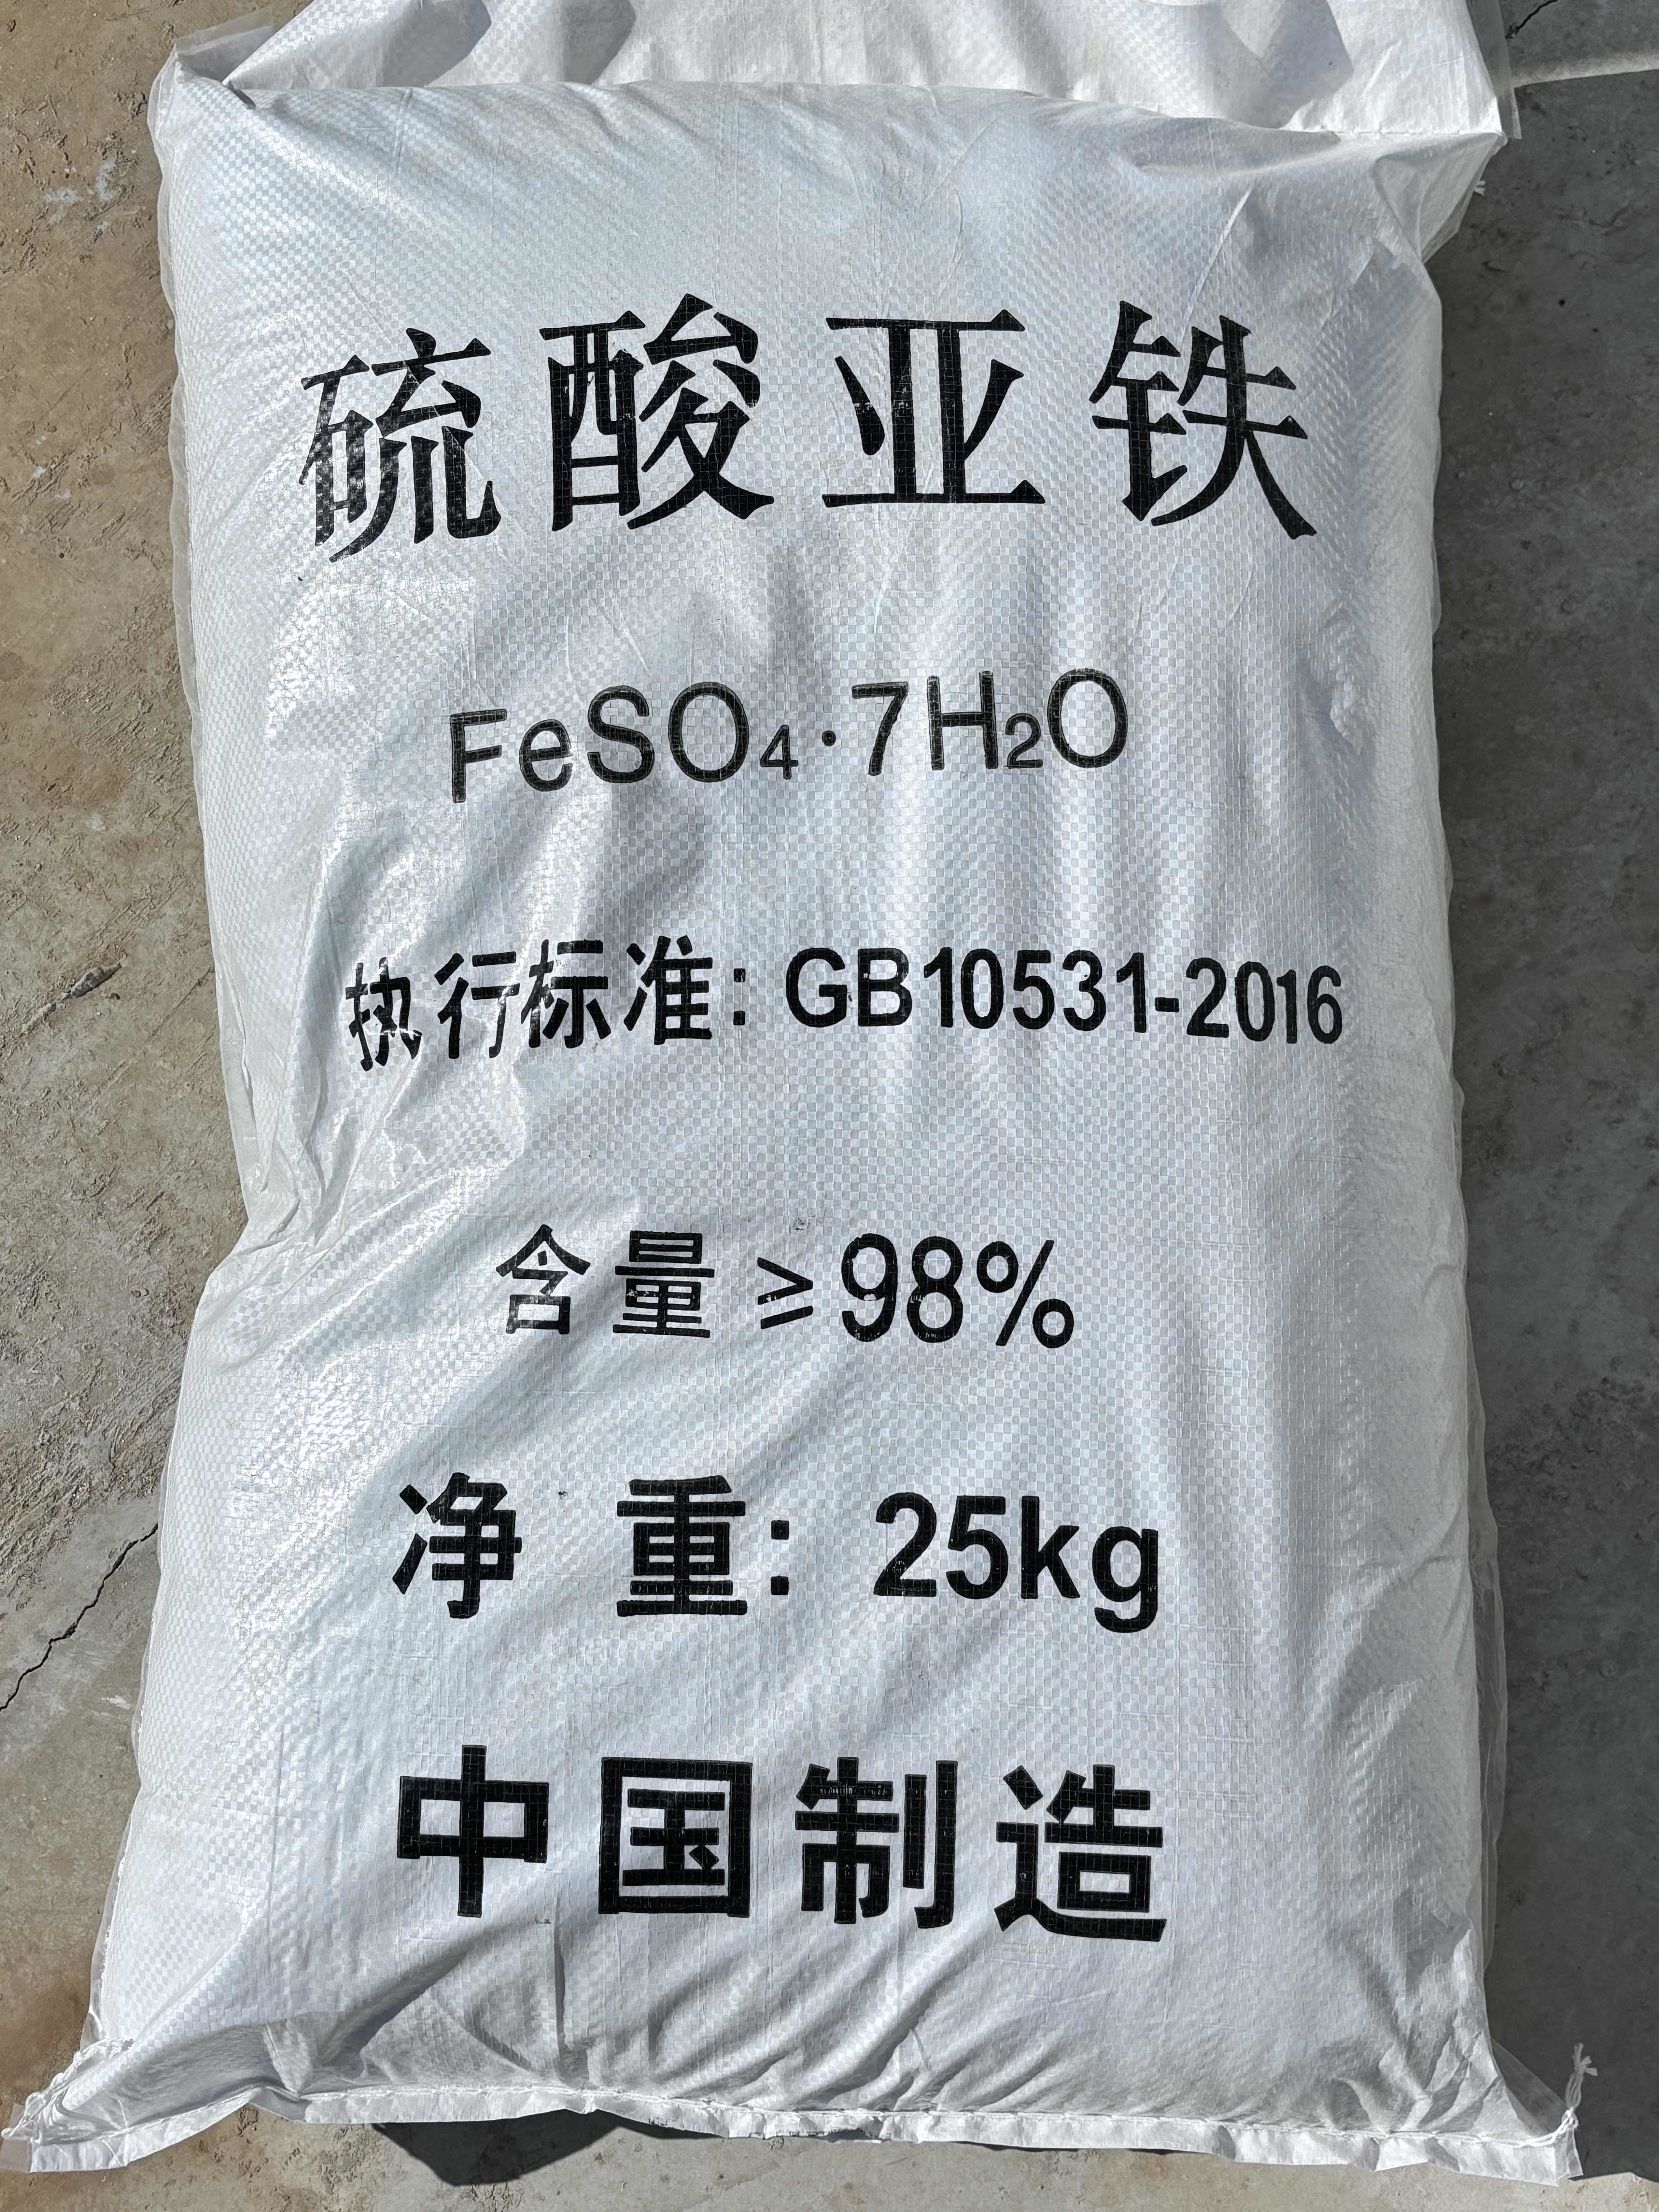 硫酸亚铁
FeSO₄·7H₂O
执行标准：GB10531-2016
含量≥98%
净 重：25kg
中国制造